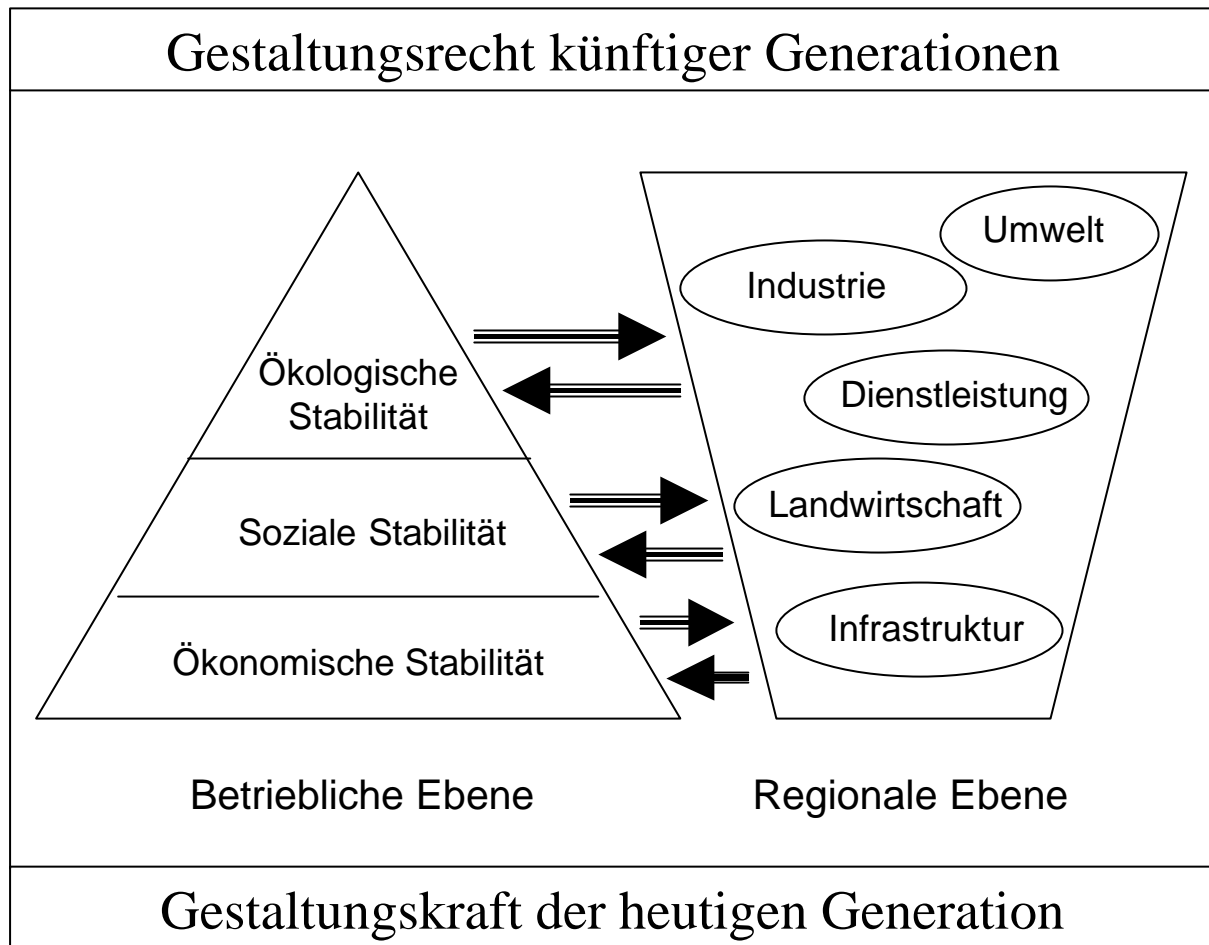 Gestaltungsrecht künftiger Generationen
Ökologische
Stabilität
Soziale Stabilität
Ökonomische Stabilität
Umwelt
Industrie
Dienstleistung
Landwirtschaft
Infrastruktur
Betriebliche Ebene
Regionale Ebene
Gestaltungskraft der heutigen Generation